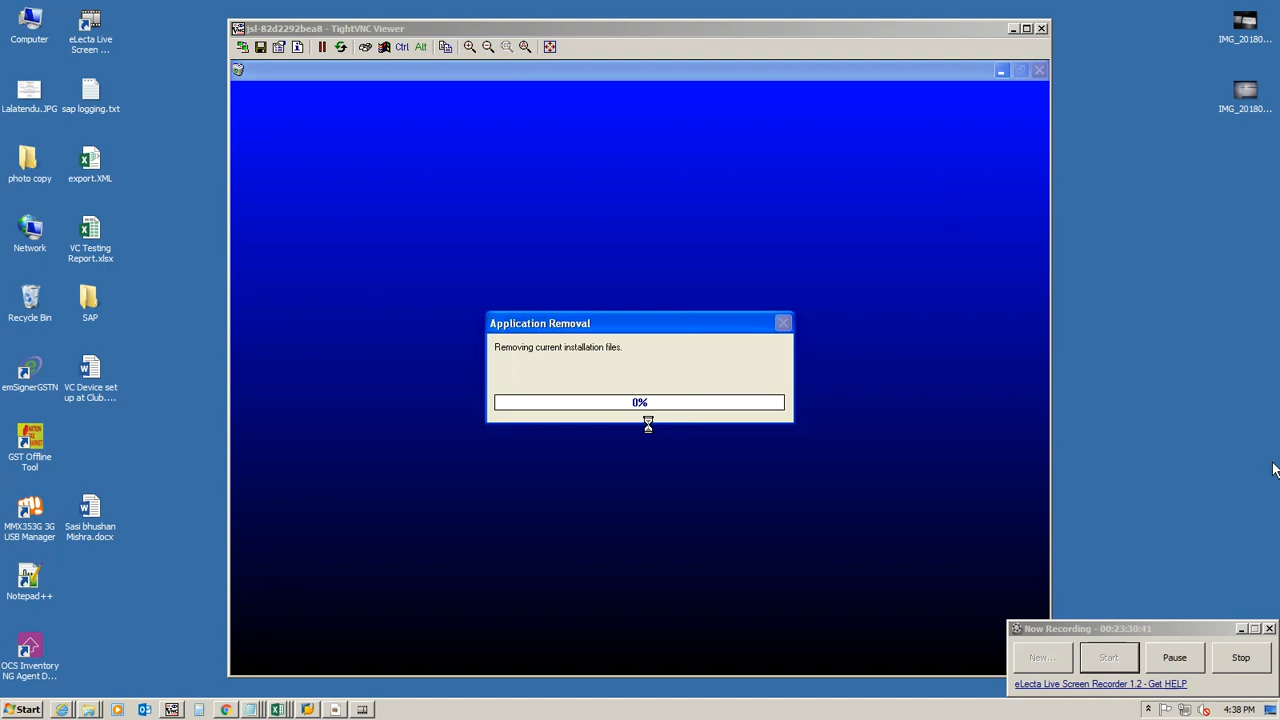 Computer
eLecta Live
Screen ...
Lalatendu.JPG
sap logging.txt
photo copy
export.XML
Network
VC Testing
Report.xlsx
Recycle Bin
SAP
emSignerGSTN
VC Device set
up at Club....
GST Offline
Tool
MMX353G 3G
USB Manager
Sasi bhushan
Mishra.docx
Notepad++
OCS Inventory
NG Agent D...
jsl-82d2292bea8 - TightVNC Viewer
Ctrl Alt
Application Removal
Removing current installation files.
0%
IMG_20180...
IMG_20180...
Now Recording - 00:23:30:41
New...
Start
Pause
Stop
eLecta Live Screen Recorder 1.2 - Get HELP
Start
4:38 PM